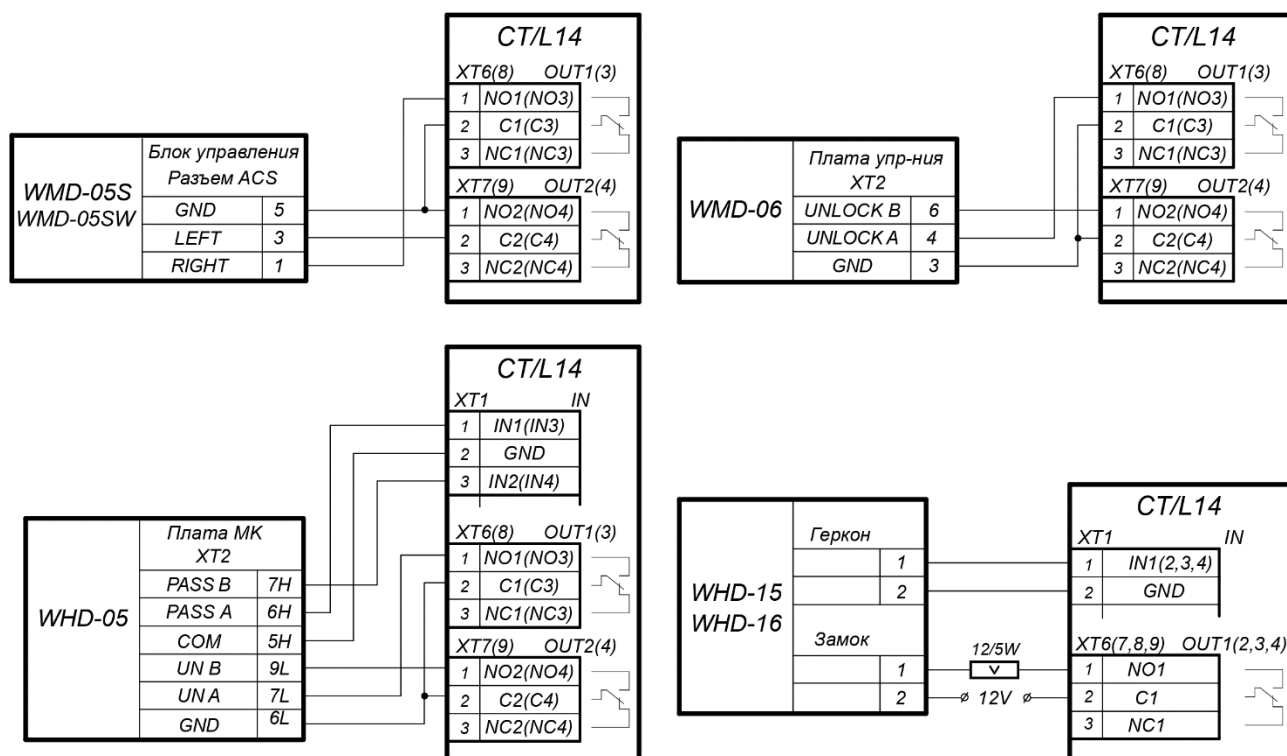 CT/L14
XT6(8) OUT1(3)
1 NO1(NO3)
2 C1(C3)
3 NC1(NC3)
XT7(9) OUT2(4)
1 NO2(NO4)
2 C2(C4)
3 NC2(NC4)
WMD-05S
WMD-05SW
Блок управления
Разъем ACS
GND 5
LEFT 3
RIGHT 1
CT/L14
XT6(8) OUT1(3)
1 NO1(NO3)
2 C1(C3)
3 NC1(NC3)
XT7(9) OUT2(4)
1 NO2(NO4)
2 C2(C4)
3 NC2(NC4)
WMD-06
Плата упр-ния
XT2
UNLOCK B 6
UNLOCK A 4
GND 3
CT/L14
XT1 IN
1 IN1(IN3)
2 GND
3 IN2(IN4)
XT6(8) OUT1(3)
1 NO1(NO3)
2 C1(C3)
3 NC1(NC3)
XT7(9) OUT2(4)
1 NO2(NO4)
2 C2(C4)
3 NC2(NC4)
WHD-05
Плата МК
XT2
PASS B 7H
PASS A 6H
COM 5H
UN B 9L
UN A 7L
GND 6L
WHD-15
WHD-16
Геркон
1
2
Замок
1
2
12/5W
V
12V
CT/L14
XT1 IN
1 IN1(2,3,4)
2 GND
XT6(7,8,9) OUT1(2,3,4)
1 NO1
2 C1
3 NC1